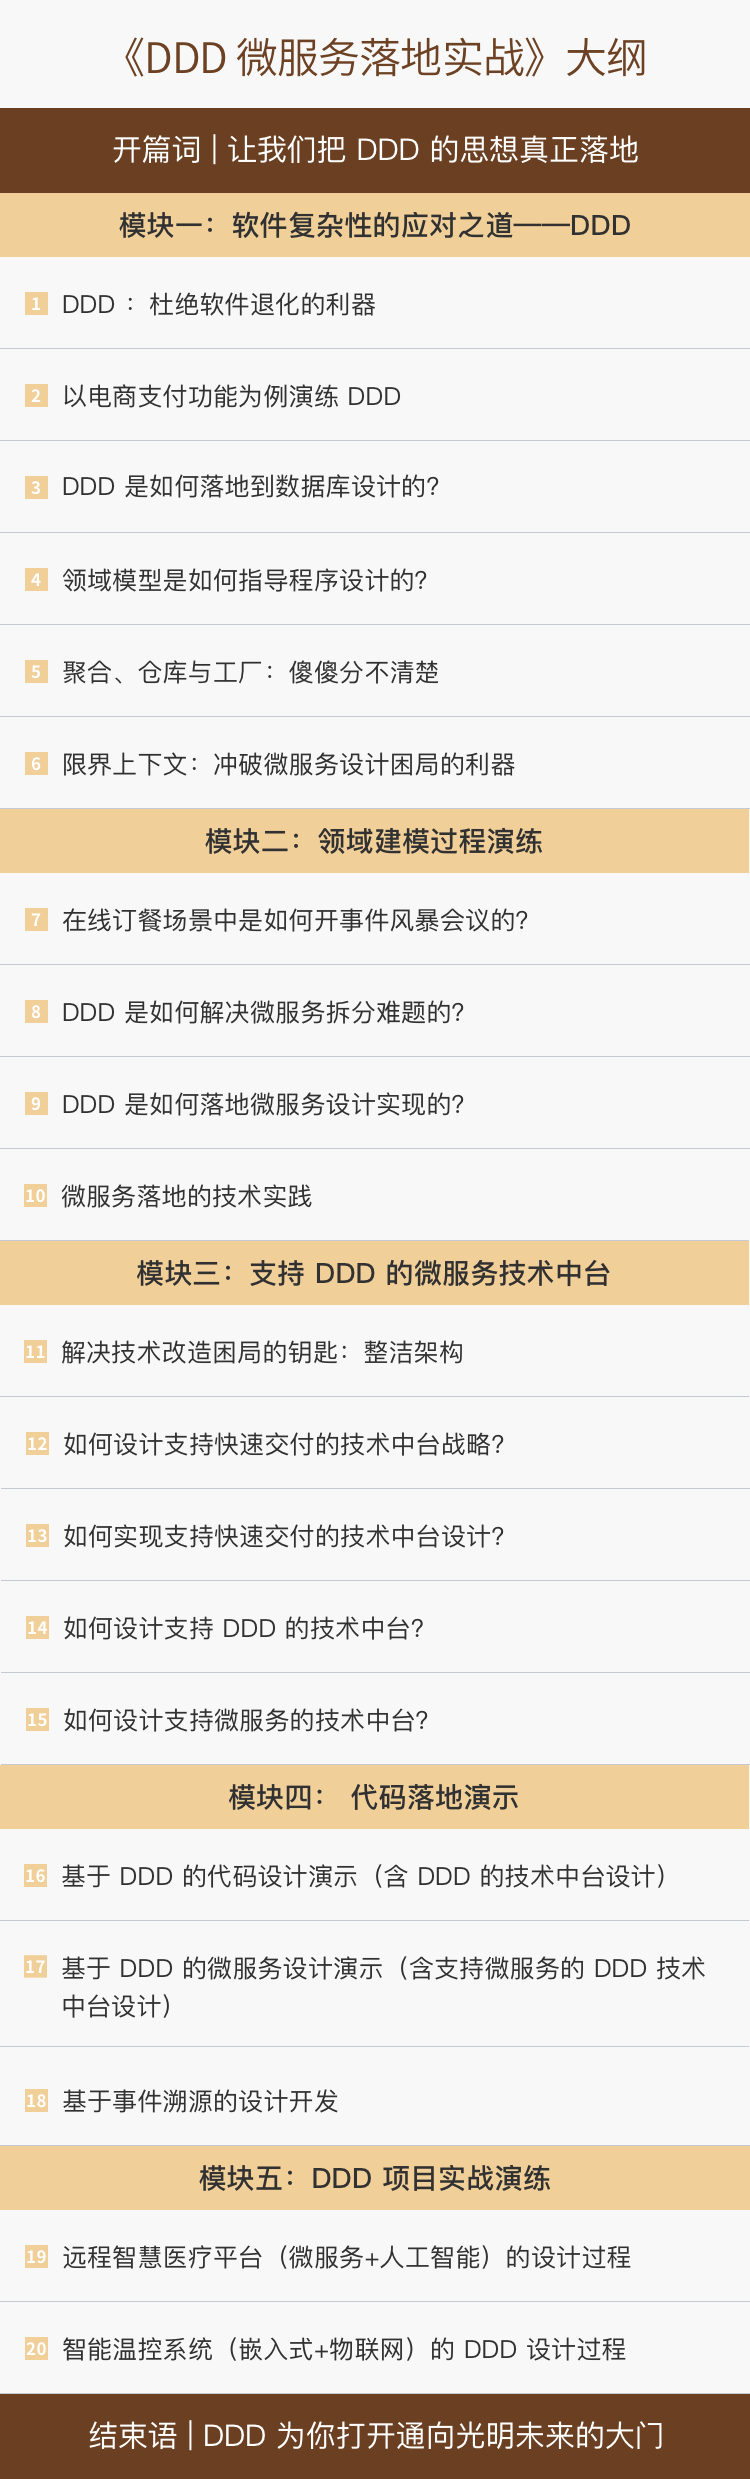 《DDD 微服务落地实战》大纲
开篇词 | 让我们把 DDD 的思想真正落地
模块一：软件复杂性的应对之道——DDD
1 DDD ：杜绝软件退化的利器
2 以电商支付功能为例演练 DDD
3 DDD 是如何落地到数据库设计的？
4 领域模型是如何指导程序设计的？
5 聚合、仓库与工厂：傻傻分不清楚
6 限界上下文：冲破微服务设计困局的利器
模块二：领域建模过程演练
7 在线订餐场景中是如何开事件风暴会议的？
8 DDD 是如何解决微服务拆分难题的？
9 DDD 是如何落地微服务设计实现的？
10 微服务落地的技术实践
模块三：支持 DDD 的微服务技术中台
11 解决技术改造困局的钥匙：整洁架构
12 如何设计支持快速交付的技术中台战略？
13 如何实现支持快速交付的技术中台设计？
14 如何设计支持 DDD 的技术中台？
15 如何设计支持微服务的技术中台？
模块四： 代码落地演示
16 基于 DDD 的代码设计演示（含 DDD 的技术中台设计）
17 基于 DDD 的微服务设计演示（含支持微服务的 DDD 技术
中台设计）
18 基于事件溯源的设计开发
模块五：DDD 项目实战演练
19 远程智慧医疗平台（微服务+人工智能）的设计过程
20 智能温控系统（嵌入式+物联网）的 DDD 设计过程
结束语 | DDD 为你打开通向光明未来的大门